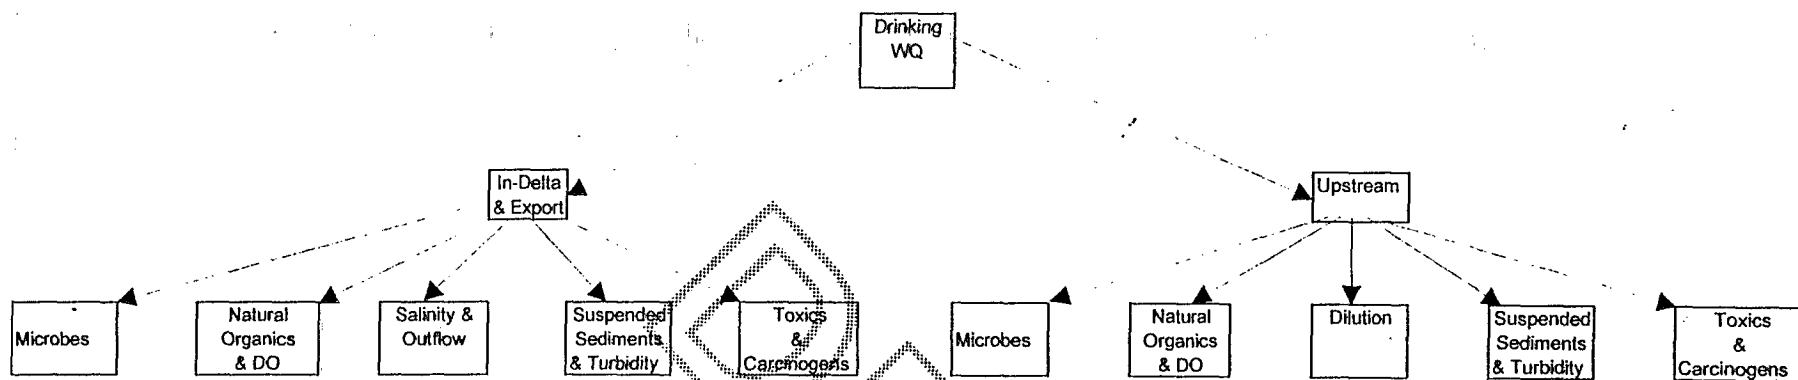 Drinking
WQ
In-Delta
& Export
Upstream
Microbes
Natural
Organics
& DO
Salinity &
Outflow
Suspended
Sediments
& Turbidity
Toxics
&
Carcinogens
Microbes
Natural
Organics
& DO
Dilution
Suspended
Sediments
& Turbidity
Toxics
&
Carcinogens